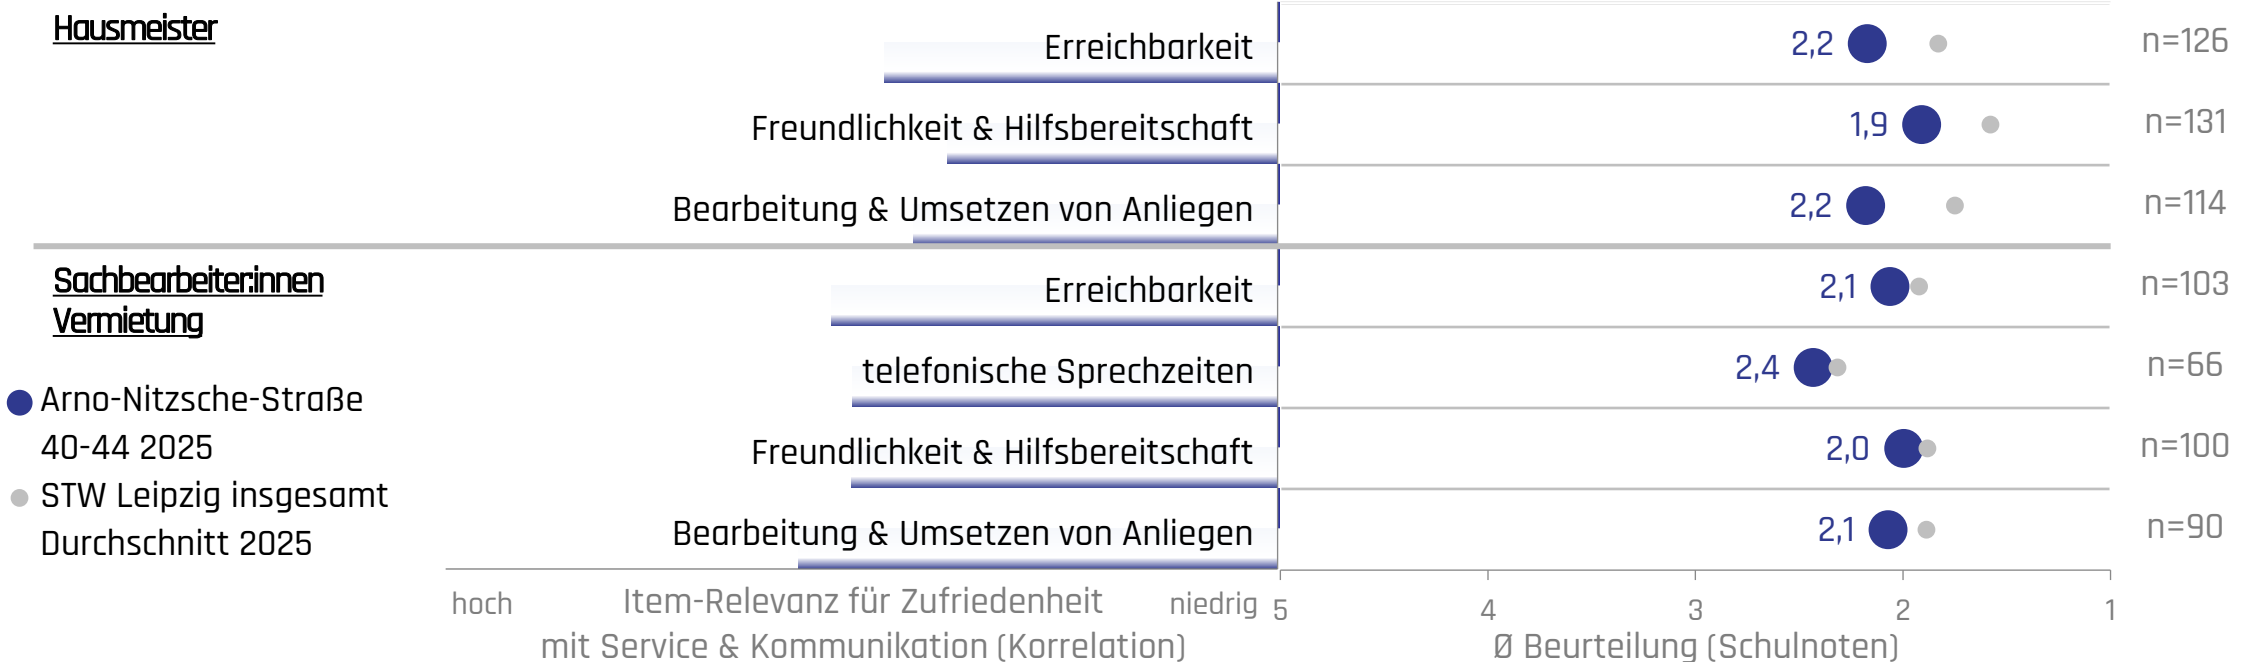 Hausmeister
Erreichbarkeit
2,2
n=126
Freundlichkeit & Hilfsbereitschaft
1,9
n=131
Bearbeitung & Umsetzen von Anliegen
2,2
n=114
Sachbearbeiter:innen
Vermietung
Erreichbarkeit
2,1
n=103
telefonische Sprechzeiten
2,4
n=66
Freundlichkeit & Hilfsbereitschaft
2,0
n=100
Bearbeitung & Umsetzen von Anliegen
2,1
n=90
Arno-Nitzsche-Straße
40-44 2025
STW Leipzig insgesamt
Durchschnitt 2025
hoch
Item-Relevanz für Zufriedenheit
niedrig
mit Service & Kommunikation (Korrelation)
5 4 3 2 1
Ø Beurteilung (Schulnoten)